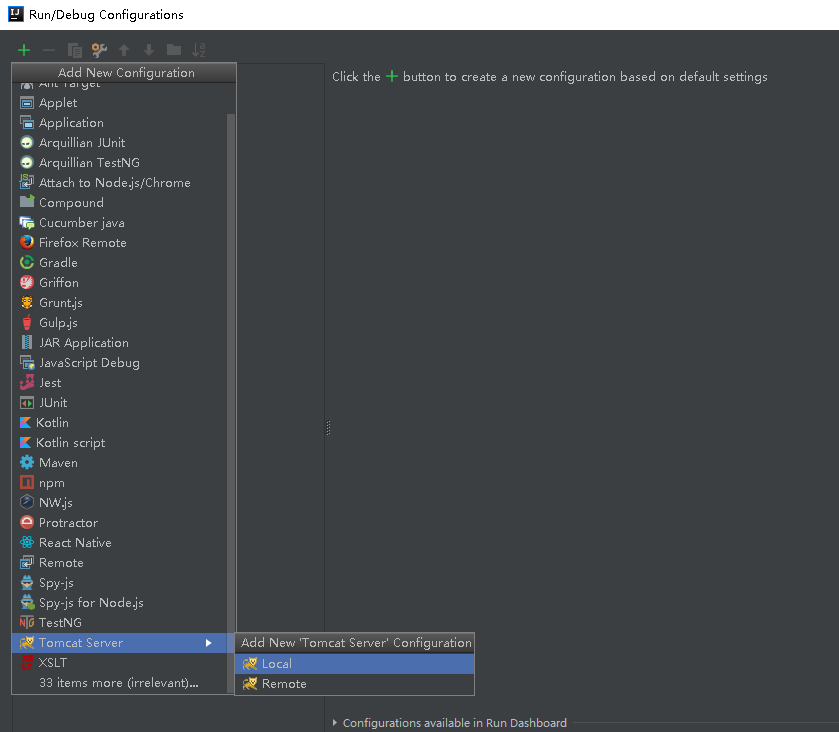 Run/Debug Configurations
Add New Configuration
Click the + button to create a new configuration based on default settings
Ant Target
Applet
Application
Arquillian JUnit
Arquillian TestNG
Attach to Node.js/Chrome
Compound
Cucumber java
Firefox Remote
Gradle
Griffon
Grunt.js
Gulp.js
JAR Application
JavaScript Debug
Jest
JUnit
Kotlin
Kotlin script
Maven
npm
NW.js
Protractor
React Native
Remote
Spy-js
Spy-js for Node.js
TestNG
Tomcat Server
XSLT
33 items more (irrelevant)...
Add New 'Tomcat Server' Configuration
Local
Remote
Configurations available in Run Dashboard